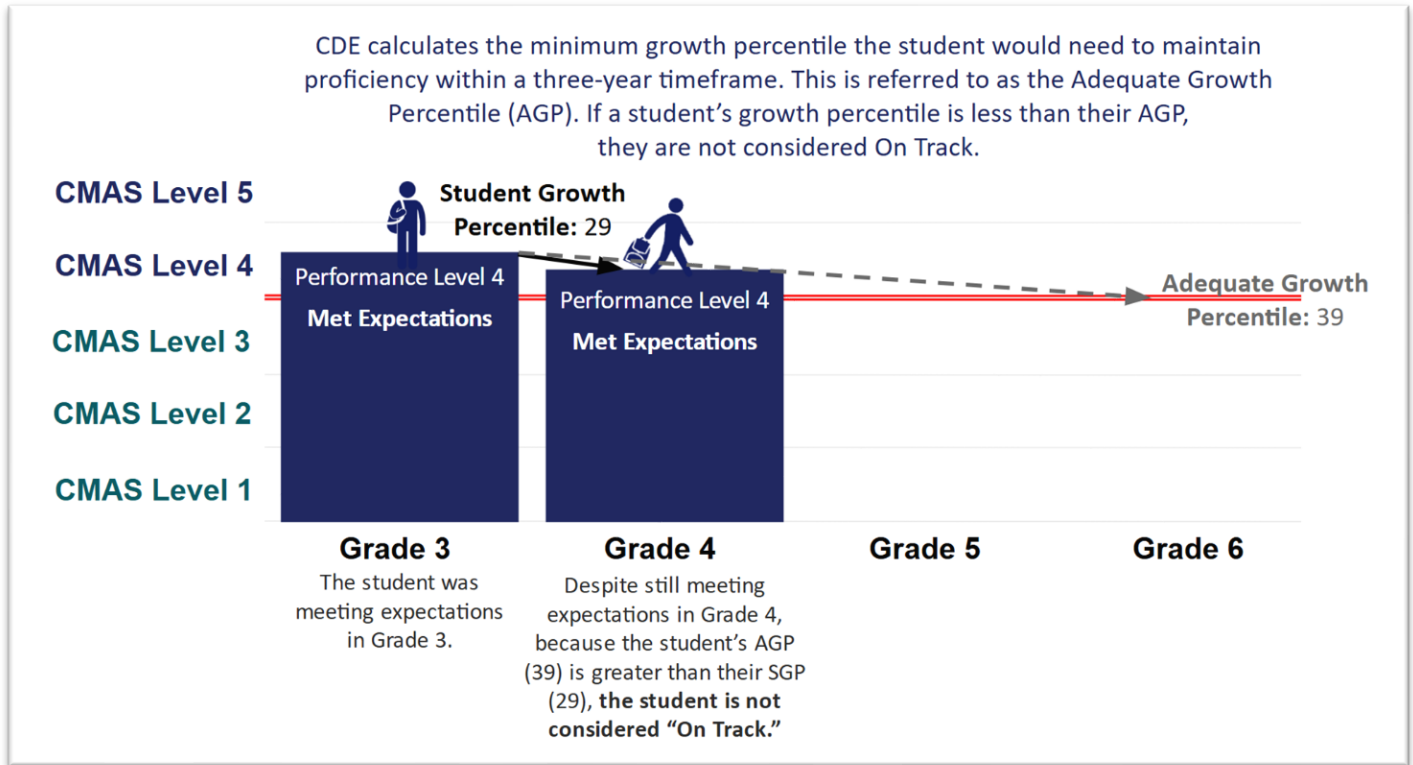 CDE calculates the minimum growth percentile the student would need to maintain
proficiency within a three-year timeframe. This is referred to as the Adequate Growth
Percentile (AGP). If a student's growth percentile is less than their AGP,
they are not considered On Track.
CMAS Level 5
CMAS Level 4
CMAS Level 3
CMAS Level 2
CMAS Level 1
Student Growth
Percentile: 29
Performance Level 4
Met Expectations
Performance Level 4
Met Expectations
Adequate Growth
Percentile: 39
Grade 3
The student was
meeting expectations
in Grade 3.
Grade 4
Despite still meeting
expectations in Grade 4,
because the student's AGP
(39) is greater than their SGP
(29), the student is not
considered “On Track.”
Grade 5
Grade 6